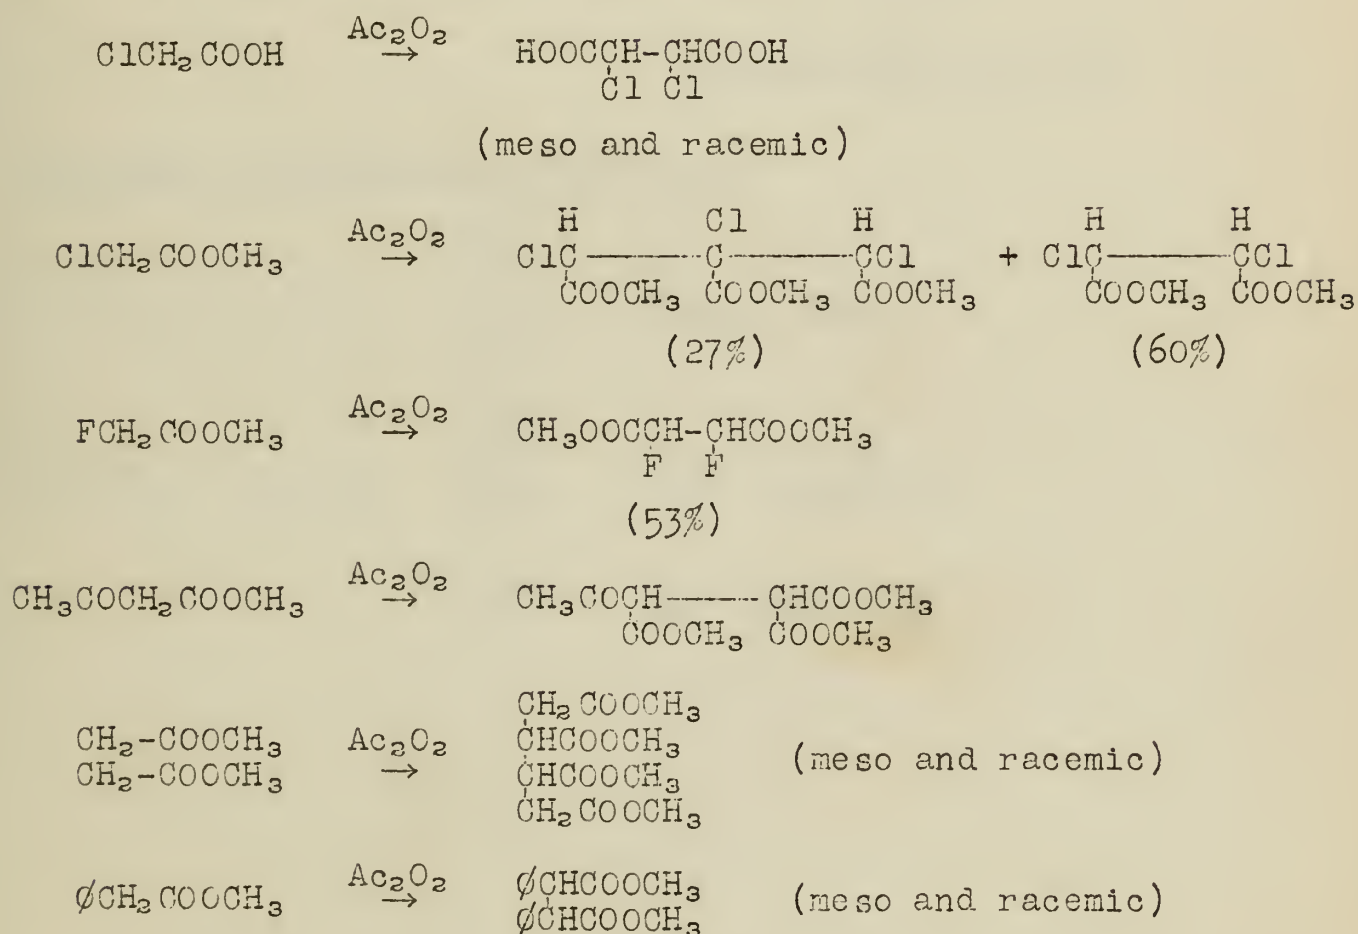 ClCH₂COOH Ac₂O₂ → HOOCCH-CHCOOH
Cl Cl
(meso and racemic)
H Cl H H H
ClCH₂COOCH₃ Ac₂O₂ → ClC——C——CCl + ClC——CCl
COOCH₃ COOCH₃ COOCH₃ COOCH₃ COOCH₃
(27%) (60%)
FCH₂COOCH₃ Ac₂O₂ → CH₃OOCCH-CHCOOCH₃
F F
(53%)
CH₃COCH₂COOCH₃ Ac₂O₂ → CH₃COCH——CHCOOCH₃
COOCH₃ COOCH₃
CH₂COOCH₃
CH₂-COOCH₃ Ac₂O₂ CHCOOCH₃ (meso and racemic)
CH₂-COOCH₃ → CHCOOCH₃
CH₂COOCH₃
øCH₂COOCH₃ Ac₂O₂ → øCHCOOCH₃ (meso and racemic)
øCHCOOCH₃